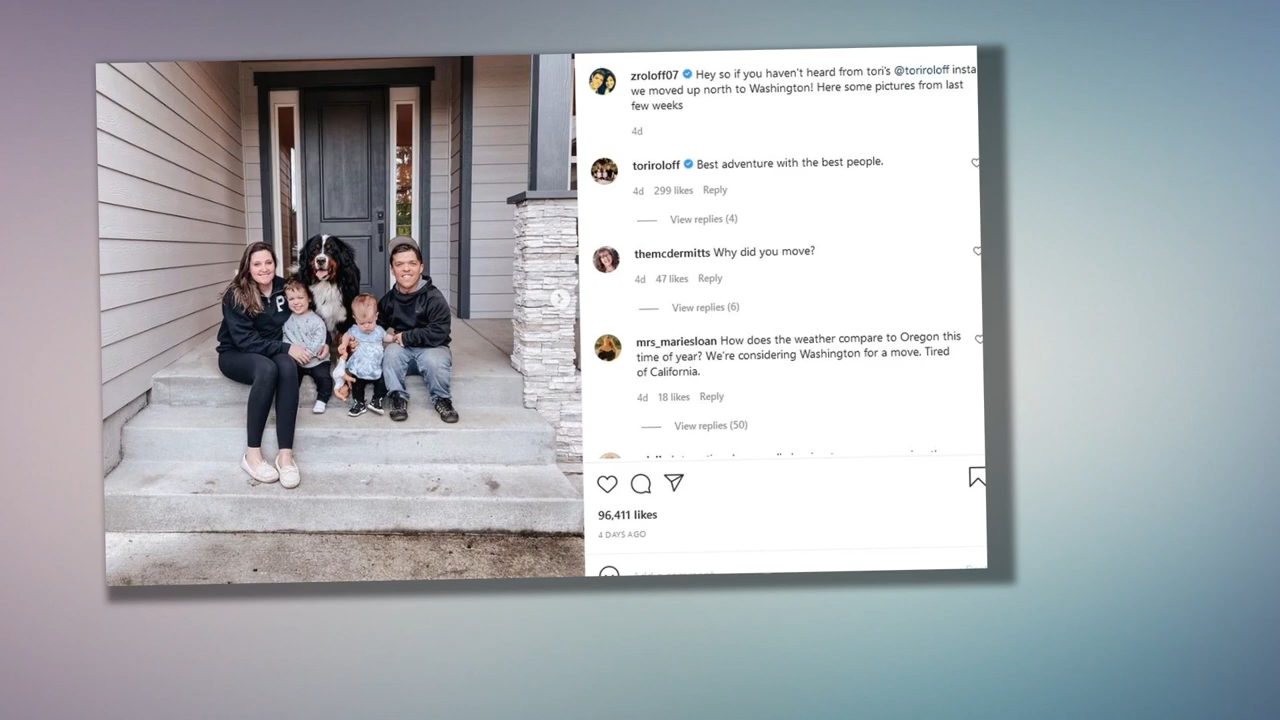 zroloff07 Hey so if you haven't heard from tori's @toriroloff insta
we moved up north to Washington! Here some pictures from last
few weeks
4d
toriroloff Best adventure with the best people.
4d 299 likes Reply
View replies (4)
themcdermitts Why did you move?
4d 47 likes Reply
View replies (6)
mrs_mariesloan How does the weather compare to Oregon this
time of year? We're considering Washington for a move. Tired
of California.
4d 18 likes Reply
View replies (50)
96,411 likes
4 DAYS AGO
P